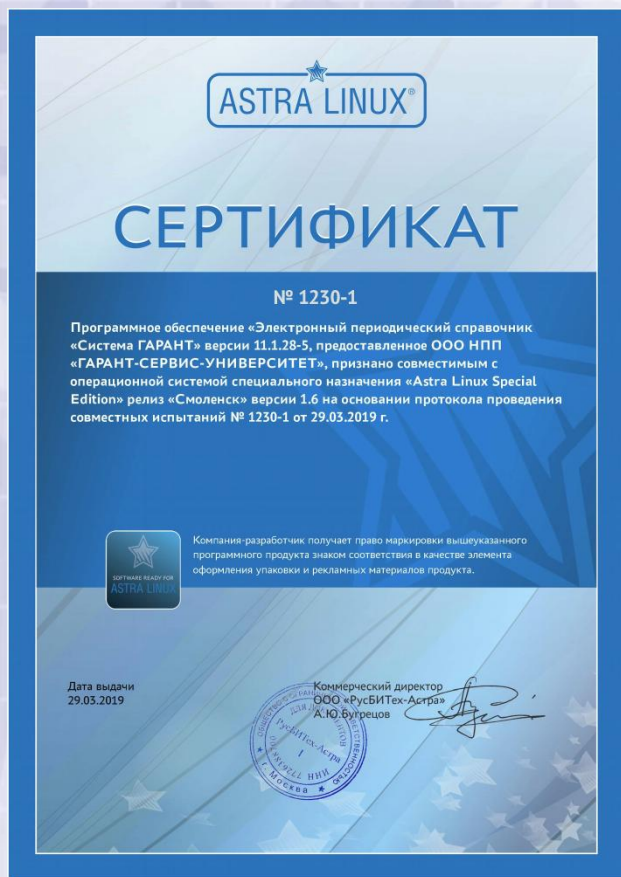 ASTRA LINUX®
СЕРТИФИКАТ
№ 1230-1
Программное обеспечение «Электронный периодический справочник
«Система ГАРАНТ» версии 11.1.28-5, предоставленное ООО НПП
«ГАРАНТ-СЕРВИС-УНИВЕРСИТЕТ», признано совместимым с
операционной системой специального назначения «Astra Linux Special
Edition» релиз «Смоленск» версии 1.6 на основании протокола проведения
совместных испытаний № 1230-1 от 29.03.2019 г.
SOFTWARE READY FOR
ASTRA LINUX
Компания-разработчик получает право маркировки вышеуказанного
программного продукта знаком соответствия в качестве элемента
оформления упаковки и рекламных материалов продукта.
Дата выдачи
29.03.2019
Коммерческий директор
ООО «РусБИТех-Астра»
А.Ю.Бугрецов
ДЛЯ ДОКУМЕНТОВ
РусБИТех-Астра
1
ИНН
г. Москва